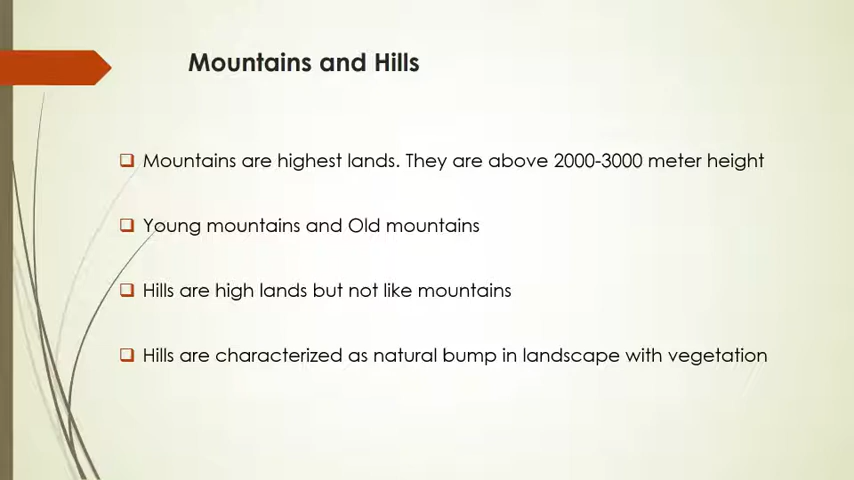 Mountains and Hills
Mountains are highest lands. They are above 2000-3000 meter height
Young mountains and Old mountains
Hills are high lands but not like mountains
Hills are characterized as natural bump in landscape with vegetation